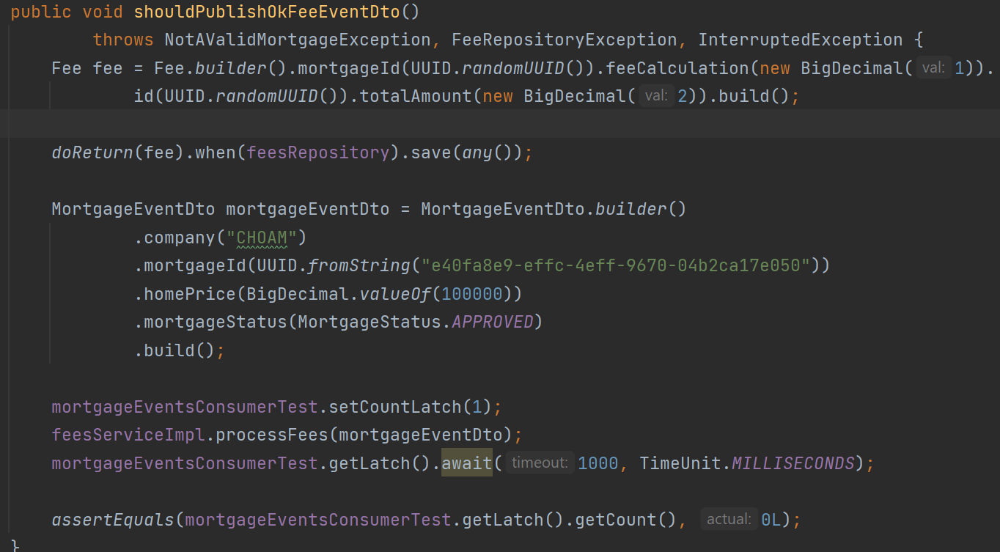 public void shouldPublishOkFeeEventDto()
        throws NotAValidMortgageException, FeeRepositoryException, InterruptedException {
    Fee fee = Fee.builder().mortgageId(UUID.randomUUID()).feeCalculation(new BigDecimal( val: 1)).
            id(UUID.randomUUID()).totalAmount(new BigDecimal( val: 2)).build();
    doReturn(fee).when(feesRepository).save(any());
    MortgageEventDto mortgageEventDto = MortgageEventDto.builder()
            .company("CHOAM")
            .mortgageId(UUID.fromString("e40fa8e9-effc-4eff-9670-04b2ca17e050"))
            .homePrice(BigDecimal.valueOf(100000))
            .mortgageStatus(MortgageStatus.APPROVED)
            .build();
    mortgageEventsConsumerTest.setCountLatch(1);
    feesServiceImpl.processFees(mortgageEventDto);
    mortgageEventsConsumerTest.getLatch().await( timeout: 1000, TimeUnit.MILLISECONDS);
    assertEquals(mortgageEventsConsumerTest.getLatch().getCount(), actual: 0L);
}